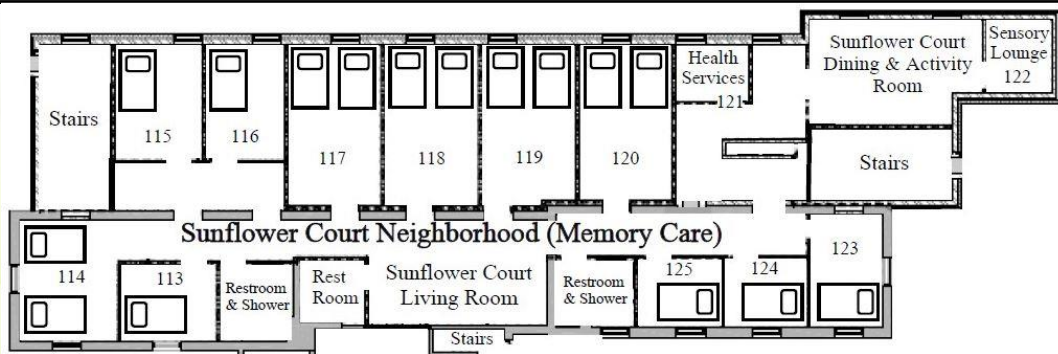 Sunflower Court
Dining & Activity
Room
Sensory
Lounge
122
Health
Services
121
Stairs
115
116
117
118
119
120
Stairs
Sunflower Court Neighborhood (Memory Care)
114
113
Restroom
& Shower
Rest
Room
Sunflower Court
Living Room
Restroom
& Shower
125
124
123
Stairs